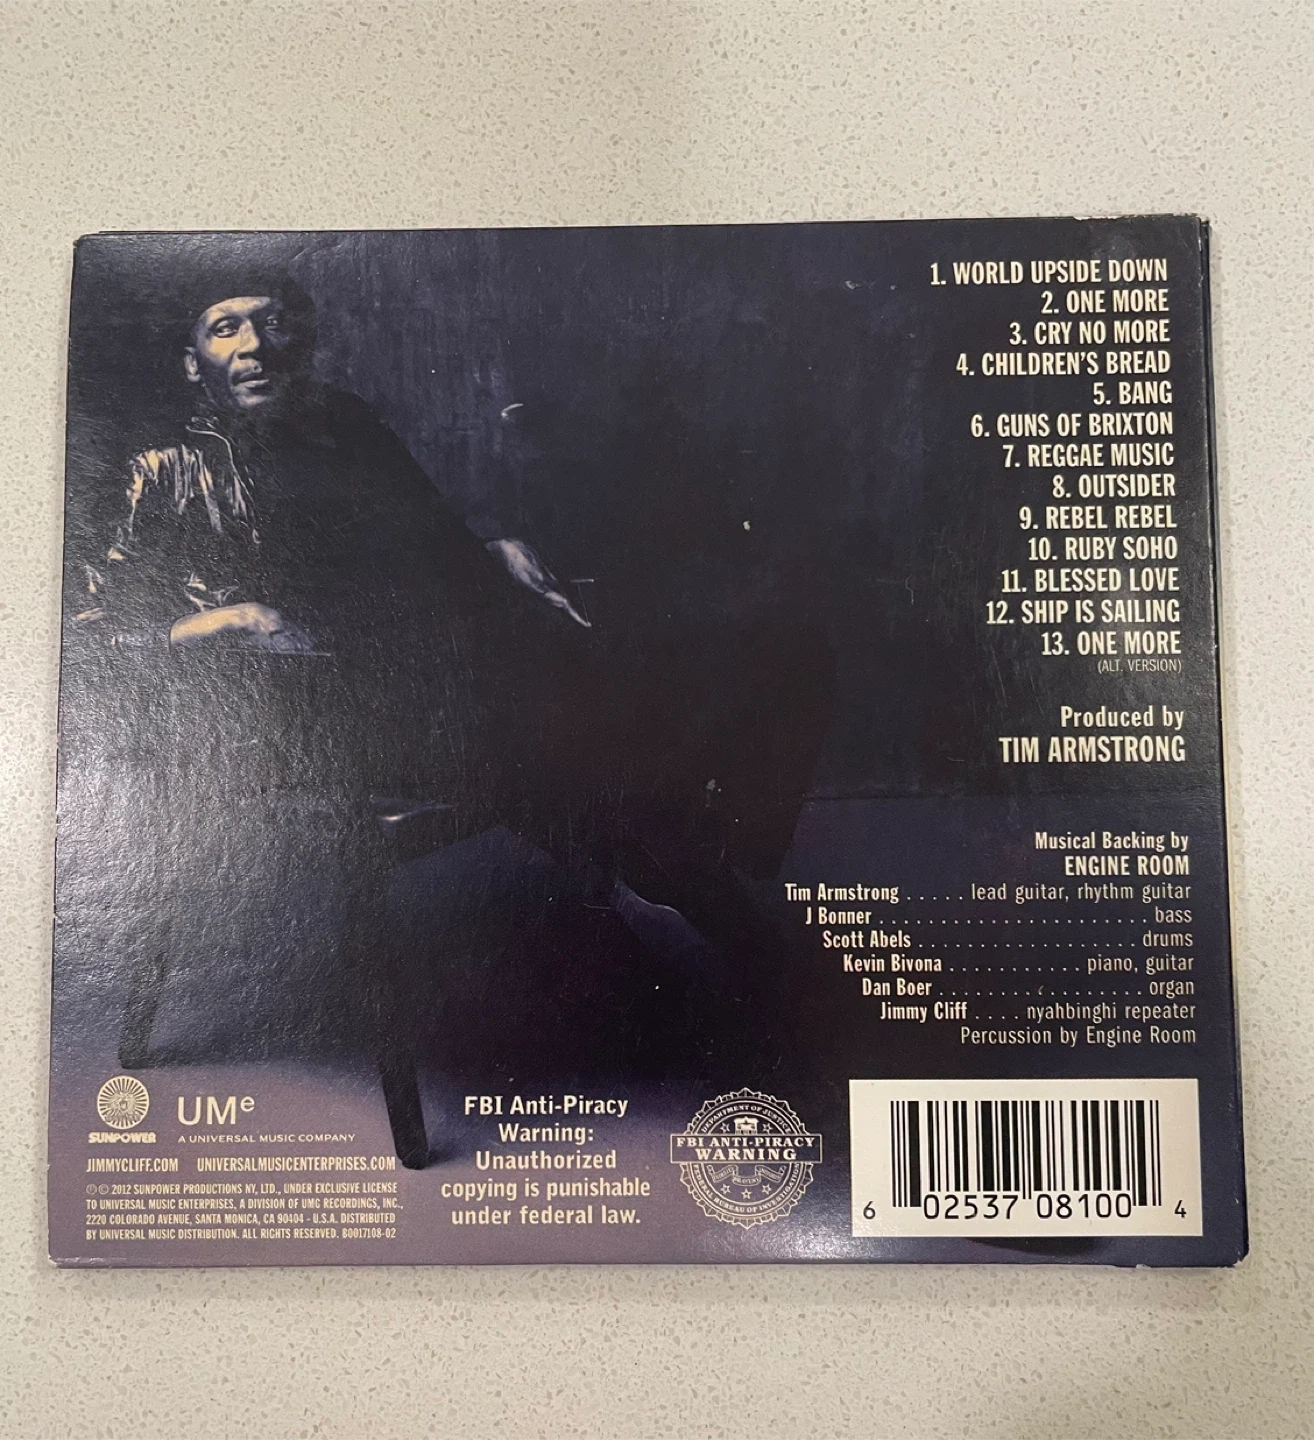 1. WORLD UPSIDE DOWN
2. ONE MORE
3. CRY NO MORE
4. CHILDREN'S BREAD
5. BANG
6. GUNS OF BRIXTON
7. REGGAE MUSIC
8. OUTSIDER
9. REBEL REBEL
10. RUBY SOHO
11. BLESSED LOVE
12. SHIP IS SAILING
13. ONE MORE
(ALT. VERSION)
Produced by
TIM ARMSTRONG
Musical Backing by
ENGINE ROOM
Tim Armstrong . . . . . lead guitar, rhythm guitar
J Bonner . . . . . . . . . . . . . . . . . . . . . . . bass
Scott Abels . . . . . . . . . . . . . . . . . . . drums
Kevin Bivona . . . . . . . . . . . piano, guitar
Dan Boer . . . . . . . . . . . . . . . . . . organ
Jimmy Cliff . . . . nyahbinghi repeater
Percussion by Engine Room
SUNPOWER
UMe
A UNIVERSAL MUSIC COMPANY
JIMMYCLIFF.COM UNIVERSALMUSICENTERPRISES.COM
℗ © 2012 SUNPOWER PRODUCTIONS NY, LTD., UNDER EXCLUSIVE LICENSE
TO UNIVERSAL MUSIC ENTERPRISES, A DIVISION OF UMG RECORDINGS, INC.,
2220 COLORADO AVENUE, SANTA MONICA, CA 90404 - U.S.A. DISTRIBUTED
BY UNIVERSAL MUSIC DISTRIBUTION. ALL RIGHTS RESERVED. B0017108-02
FBI Anti-Piracy
Warning:
Unauthorized
copying is punishable
under federal law.
DEPARTMENT OF JUSTICE
FBI ANTI-PIRACY
WARNING
FEDERAL BUREAU OF INVESTIGATION
6 02537 08100 4